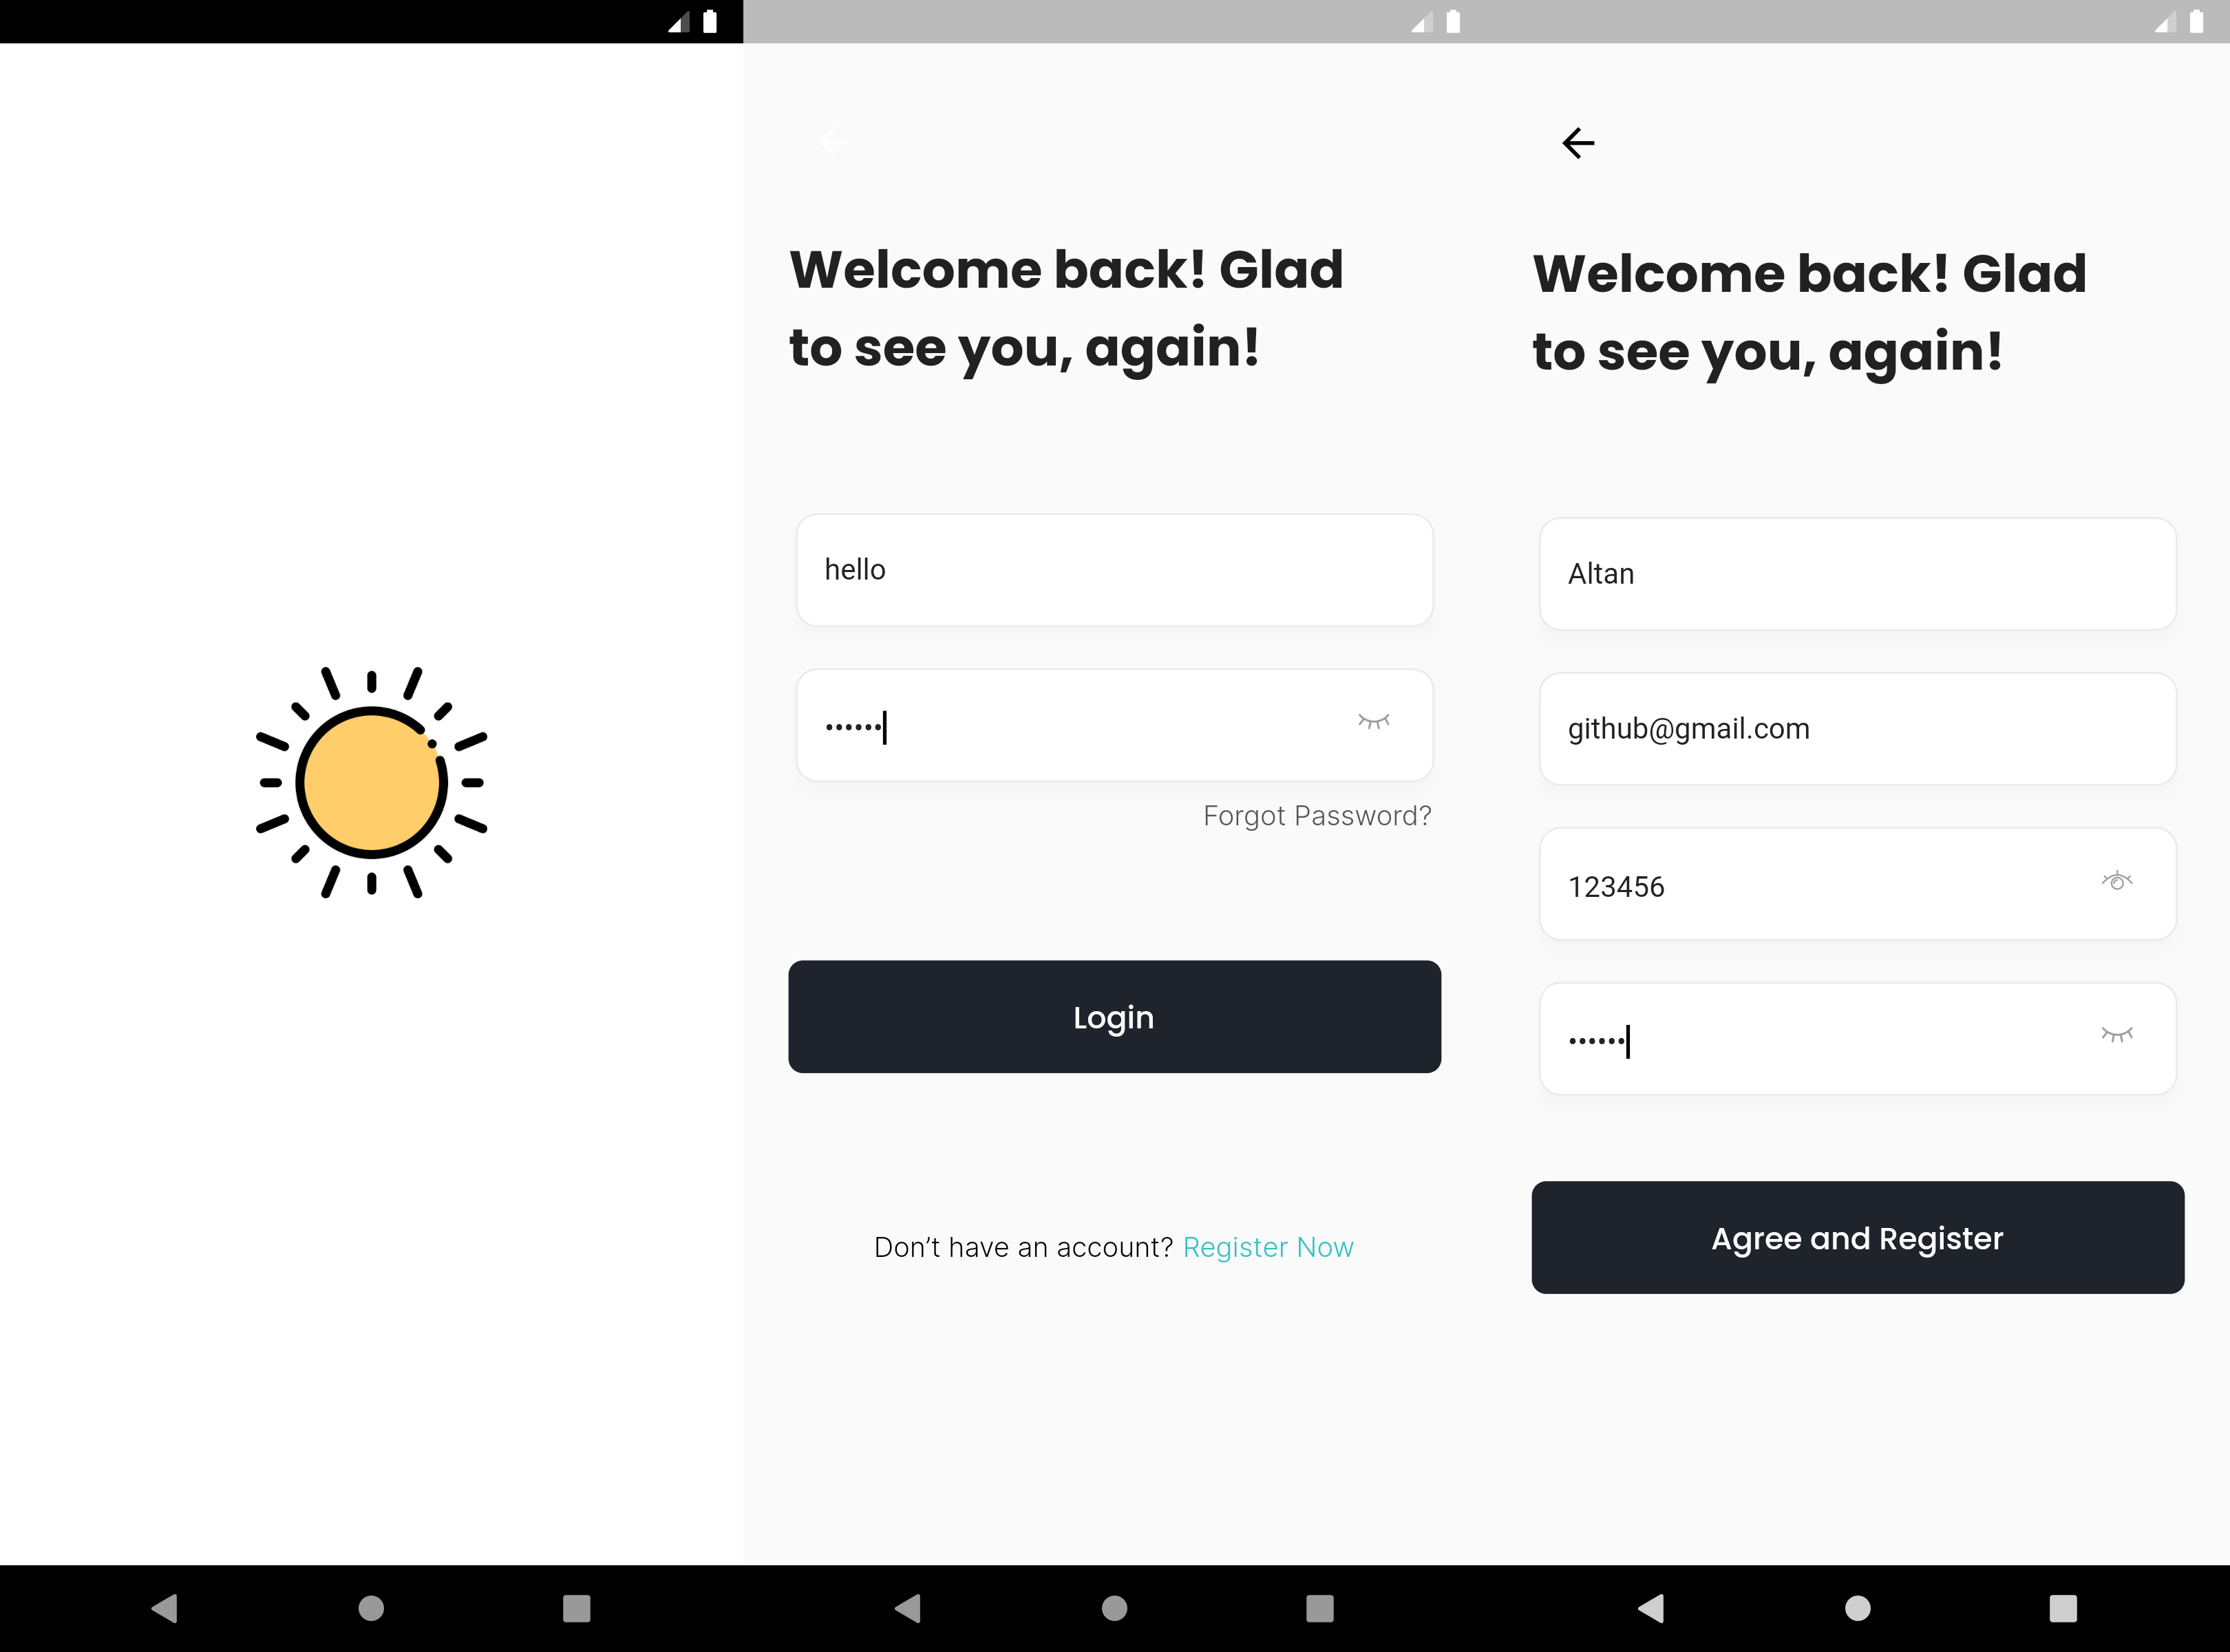 Welcome back! Glad
to see you, again!
hello
••••••
Forgot Password?
Login
Don’t have an account? Register Now
Welcome back! Glad
to see you, again!
Altan
github@gmail.com
123456
••••••
Agree and Register